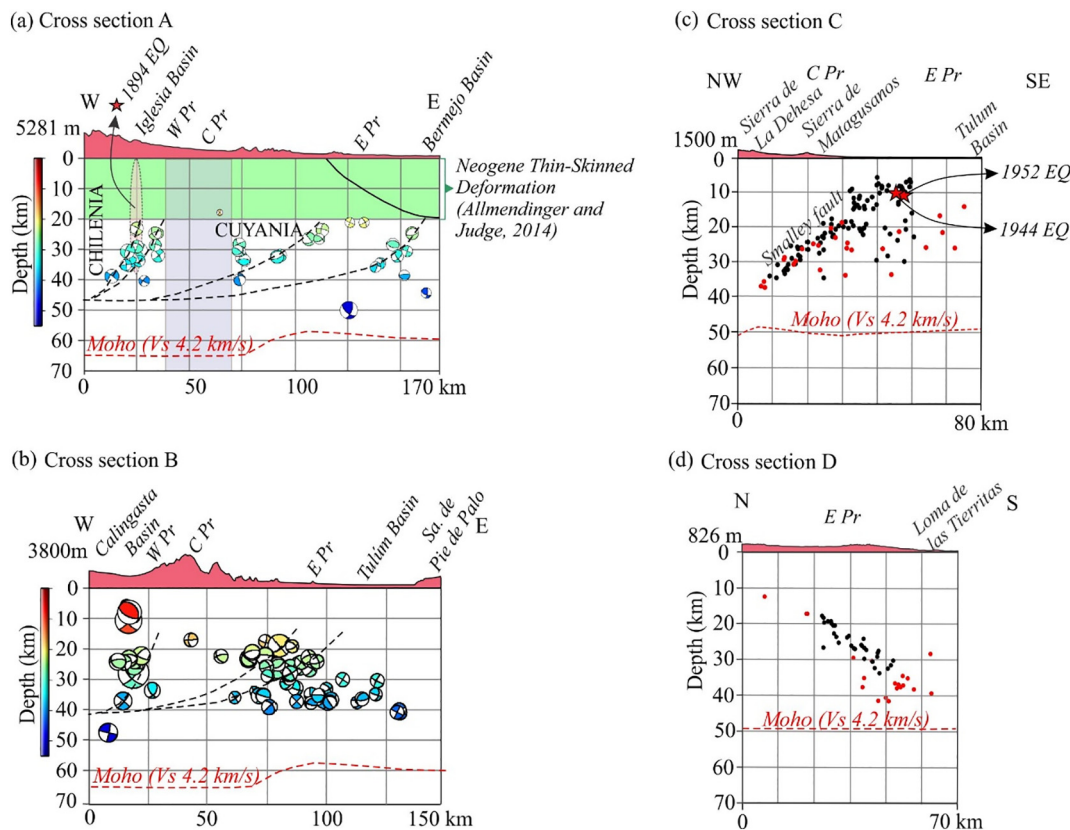 (a) Cross section A
1894 EQ
Iglesia Basin
W Pr
C Pr
E Pr
Bermejo Basin
W
E
5281 m
0
10
20
30
40
50
60
70
Depth (km)
CHILENIA
CUYANIA
Neogene Thin-Skinned
Deformation
(Allmendinger and
Judge, 2014)
Moho (Vs 4.2 km/s)
0
50
100
170 km
(b) Cross section B
W
Calingasta
Basin
W Pr
C Pr
E Pr
Tulúm Basin
Sa. de
Pie de Palo
E
3800m
0
10
20
30
40
50
60
70
Depth (km)
Moho (Vs 4.2 km/s)
0
50
100
150 km
(c) Cross section C
NW
C Pr
E Pr
SE
Sierra de
La Dehesa
Sierra de
Matagusanos
Tulum
Basin
1500 m
0
10
20
30
40
50
60
70
Depth (km)
Smalley fault
1952 EQ
1944 EQ
Moho (Vs 4.2 km/s)
0
80 km
(d) Cross section D
N
E Pr
Loma de
las Tierritas
S
826 m
0
10
20
30
40
50
60
70
Depth (km)
Moho (Vs 4.2 km/s)
0
70 km